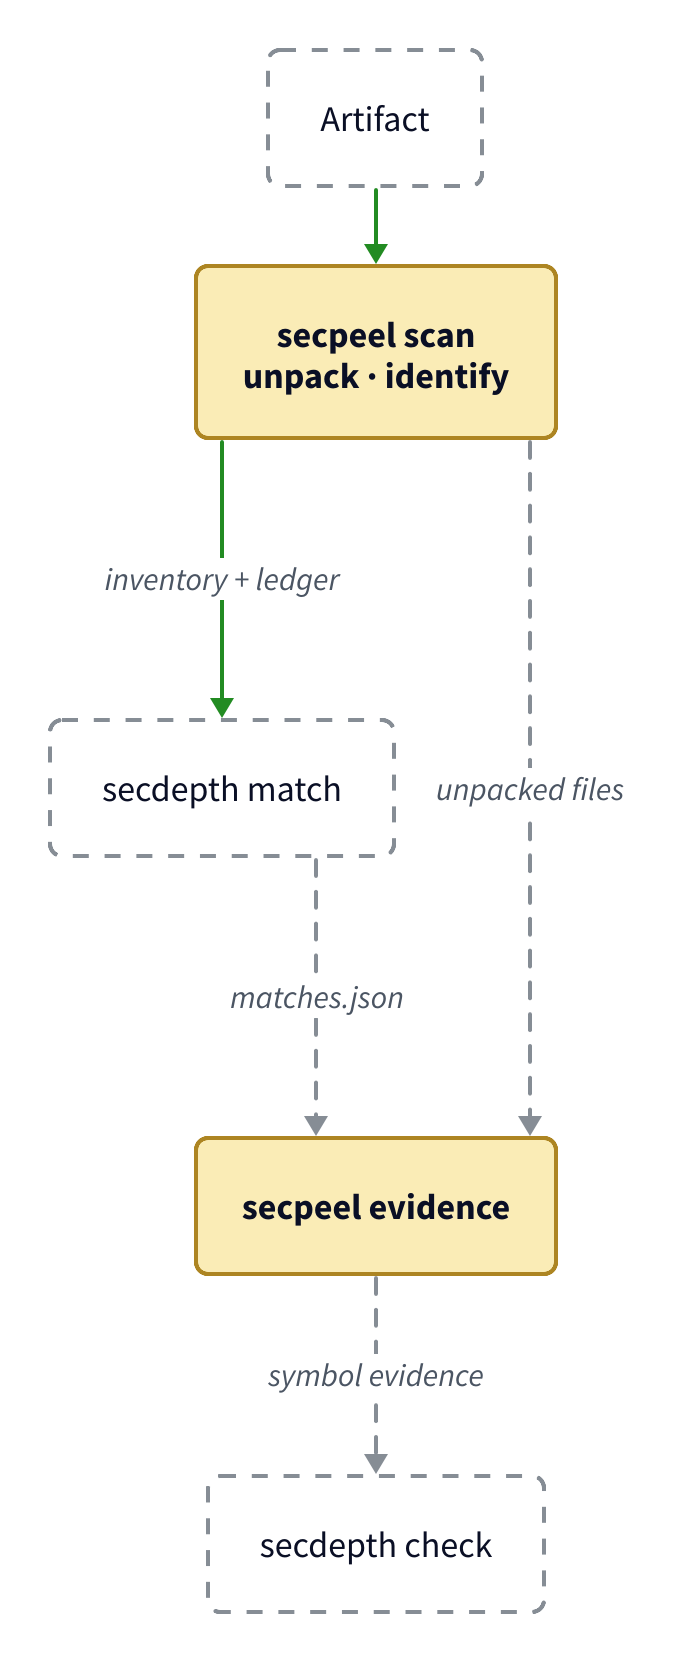 Artifact
secpeel scan
unpack · identify
inventory + ledger
secdepth match
unpacked files
matches.json
secpeel evidence
symbol evidence
secdepth check